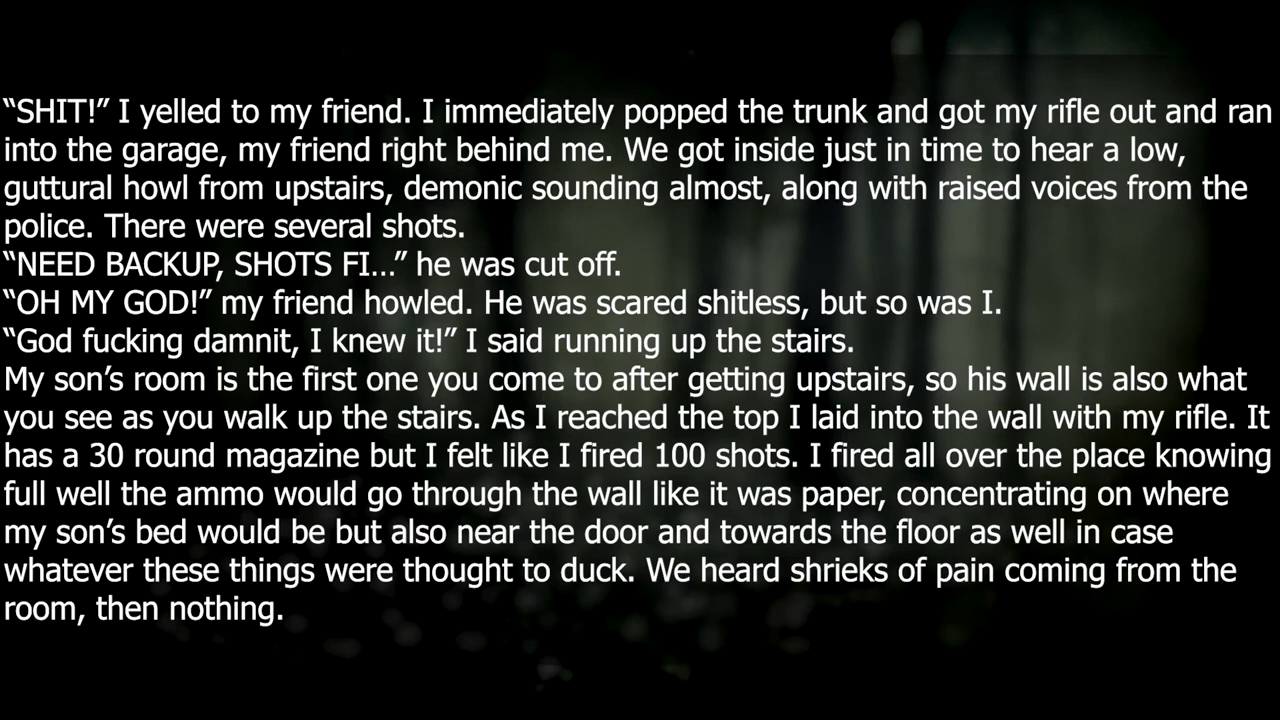 “SHIT!” I yelled to my friend. I immediately popped the trunk and got my rifle out and ran
into the garage, my friend right behind me. We got inside just in time to hear a low,
guttural howl from upstairs, demonic sounding almost, along with raised voices from the
police. There were several shots.
“NEED BACKUP, SHOTS FI…” he was cut off.
“OH MY GOD!” my friend howled. He was scared shitless, but so was I.
“God fucking damnit, I knew it!” I said running up the stairs.
My son’s room is the first one you come to after getting upstairs, so his wall is also what
you see as you walk up the stairs. As I reached the top I laid into the wall with my rifle. It
has a 30 round magazine but I felt like I fired 100 shots. I fired all over the place knowing
full well the ammo would go through the wall like it was paper, concentrating on where
my son’s bed would be but also near the door and towards the floor as well in case
whatever these things were thought to duck. We heard shrieks of pain coming from the
room, then nothing.